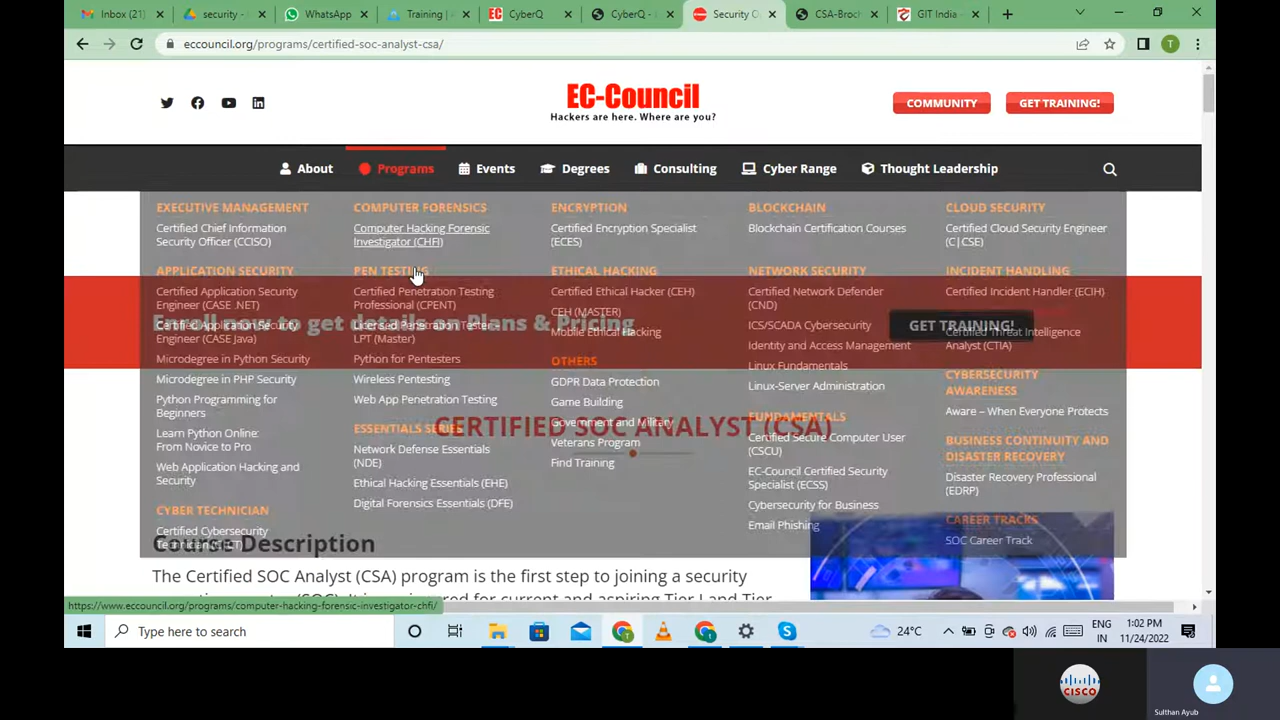 Inbox (21)
security -
WhatsApp
Training |
CyberQ
CyberQ -
Security O
CSA-Broch
GIT India -
eccouncil.org/programs/certified-soc-analyst-csa/
EC-Council
Hackers are here. Where are you?
COMMUNITY
GET TRAINING!
About
Programs
Events
Degrees
Consulting
Cyber Range
Thought Leadership
EXECUTIVE MANAGEMENT
Certified Chief Information
Security Officer (CCISO)
APPLICATION SECURITY
Certified Application Security
Engineer (CASE .NET)
Certified Application Security
Engineer (CASE Java)
Microdegree in Python Security
Microdegree in PHP Security
Python Programming for
Beginners
Learn Python Online:
From Novice to Pro
Web Application Hacking and
Security
CYBER TECHNICIAN
Certified Cybersecurity
COMPUTER FORENSICS
Computer Hacking Forensic
Investigator (CHFI)
PEN TESTING
Certified Penetration Testing
Professional (CPENT)
Licensed Penetration Tester –
LPT (Master)
Python for Pentesters
Wireless Pentesting
Web App Penetration Testing
ESSENTIALS SERIES
Network Defense Essentials
(NDE)
Ethical Hacking Essentials (EHE)
Digital Forensics Essentials (DFE)
ENCRYPTION
Certified Encryption Specialist
(ECES)
ETHICAL HACKING
Certified Ethical Hacker (CEH)
CEH (MASTER)
Mobile Ethical Hacking
OTHERS
GDPR Data Protection
Game Building
Government and Military
Veterans Program
Find Training
BLOCKCHAIN
Blockchain Certification Courses
NETWORK SECURITY
Certified Network Defender
(CND)
ICS/SCADA Cybersecurity
Identity and Access Management
Linux Fundamentals
Linux-Server Administration
FUNDAMENTALS
Certified Secure Computer User
(CSCU)
EC-Council Certified Security
Specialist (ECSS)
Cybersecurity for Business
Email Phishing
CLOUD SECURITY
Certified Cloud Security Engineer
(C|CSE)
INCIDENT HANDLING
Certified Incident Handler (ECIH)
Certified Threat Intelligence
Analyst (CTIA)
CYBERSECURITY
AWARENESS
Aware – When Everyone Protects
BUSINESS CONTINUITY AND
DISASTER RECOVERY
Disaster Recovery Professional
(EDRP)
CAREER TRACKS
SOC Career Track
Enroll now to get details on Plans & Pricing
GET TRAINING!
CERTIFIED SOC ANALYST (CSA)
Course Description
The Certified SOC Analyst (CSA) program is the first step to joining a security
https://www.eccouncil.org/programs/computer-hacking-forensic-investigator-chfi/
Type here to search
24°C
ENG
IN
1:02 PM
11/24/2022
CISCO
Sulthan Ayub